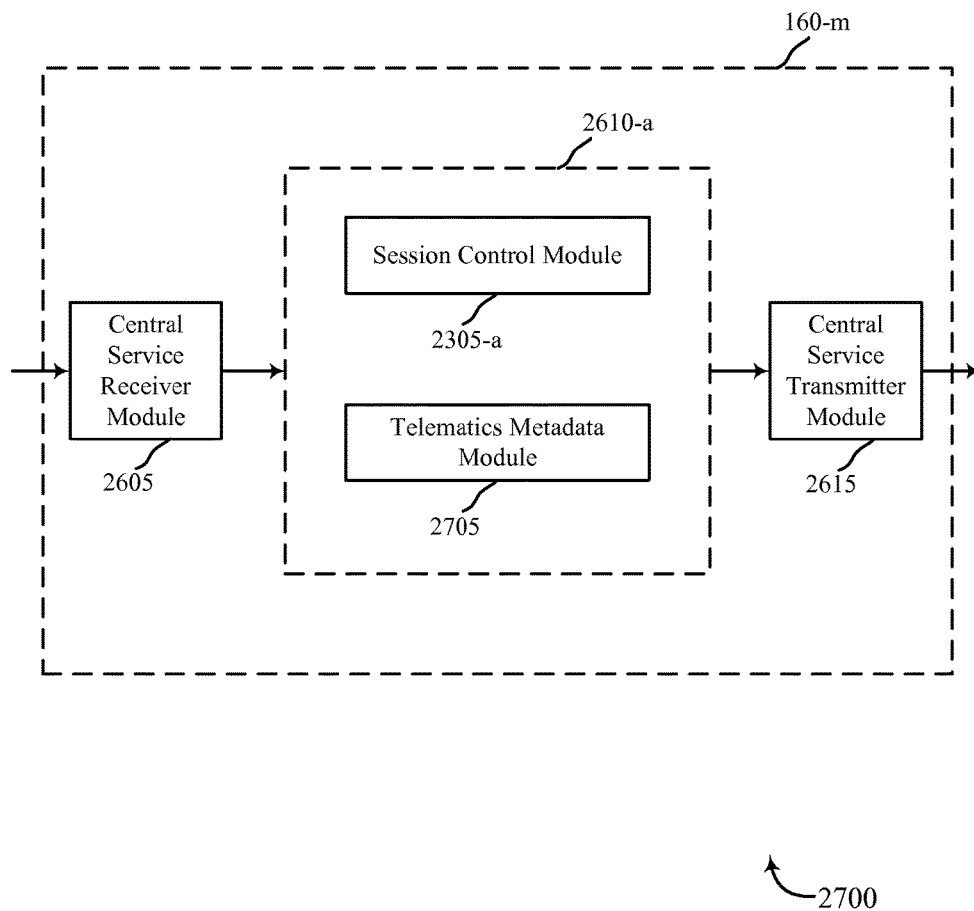 160-m
2610-a
Session Control Module
2305-a
Central
Service
Receiver
Module
2605
Telematics Metadata
Module
2705
Central
Service
Transmitter
Module
2615
2700